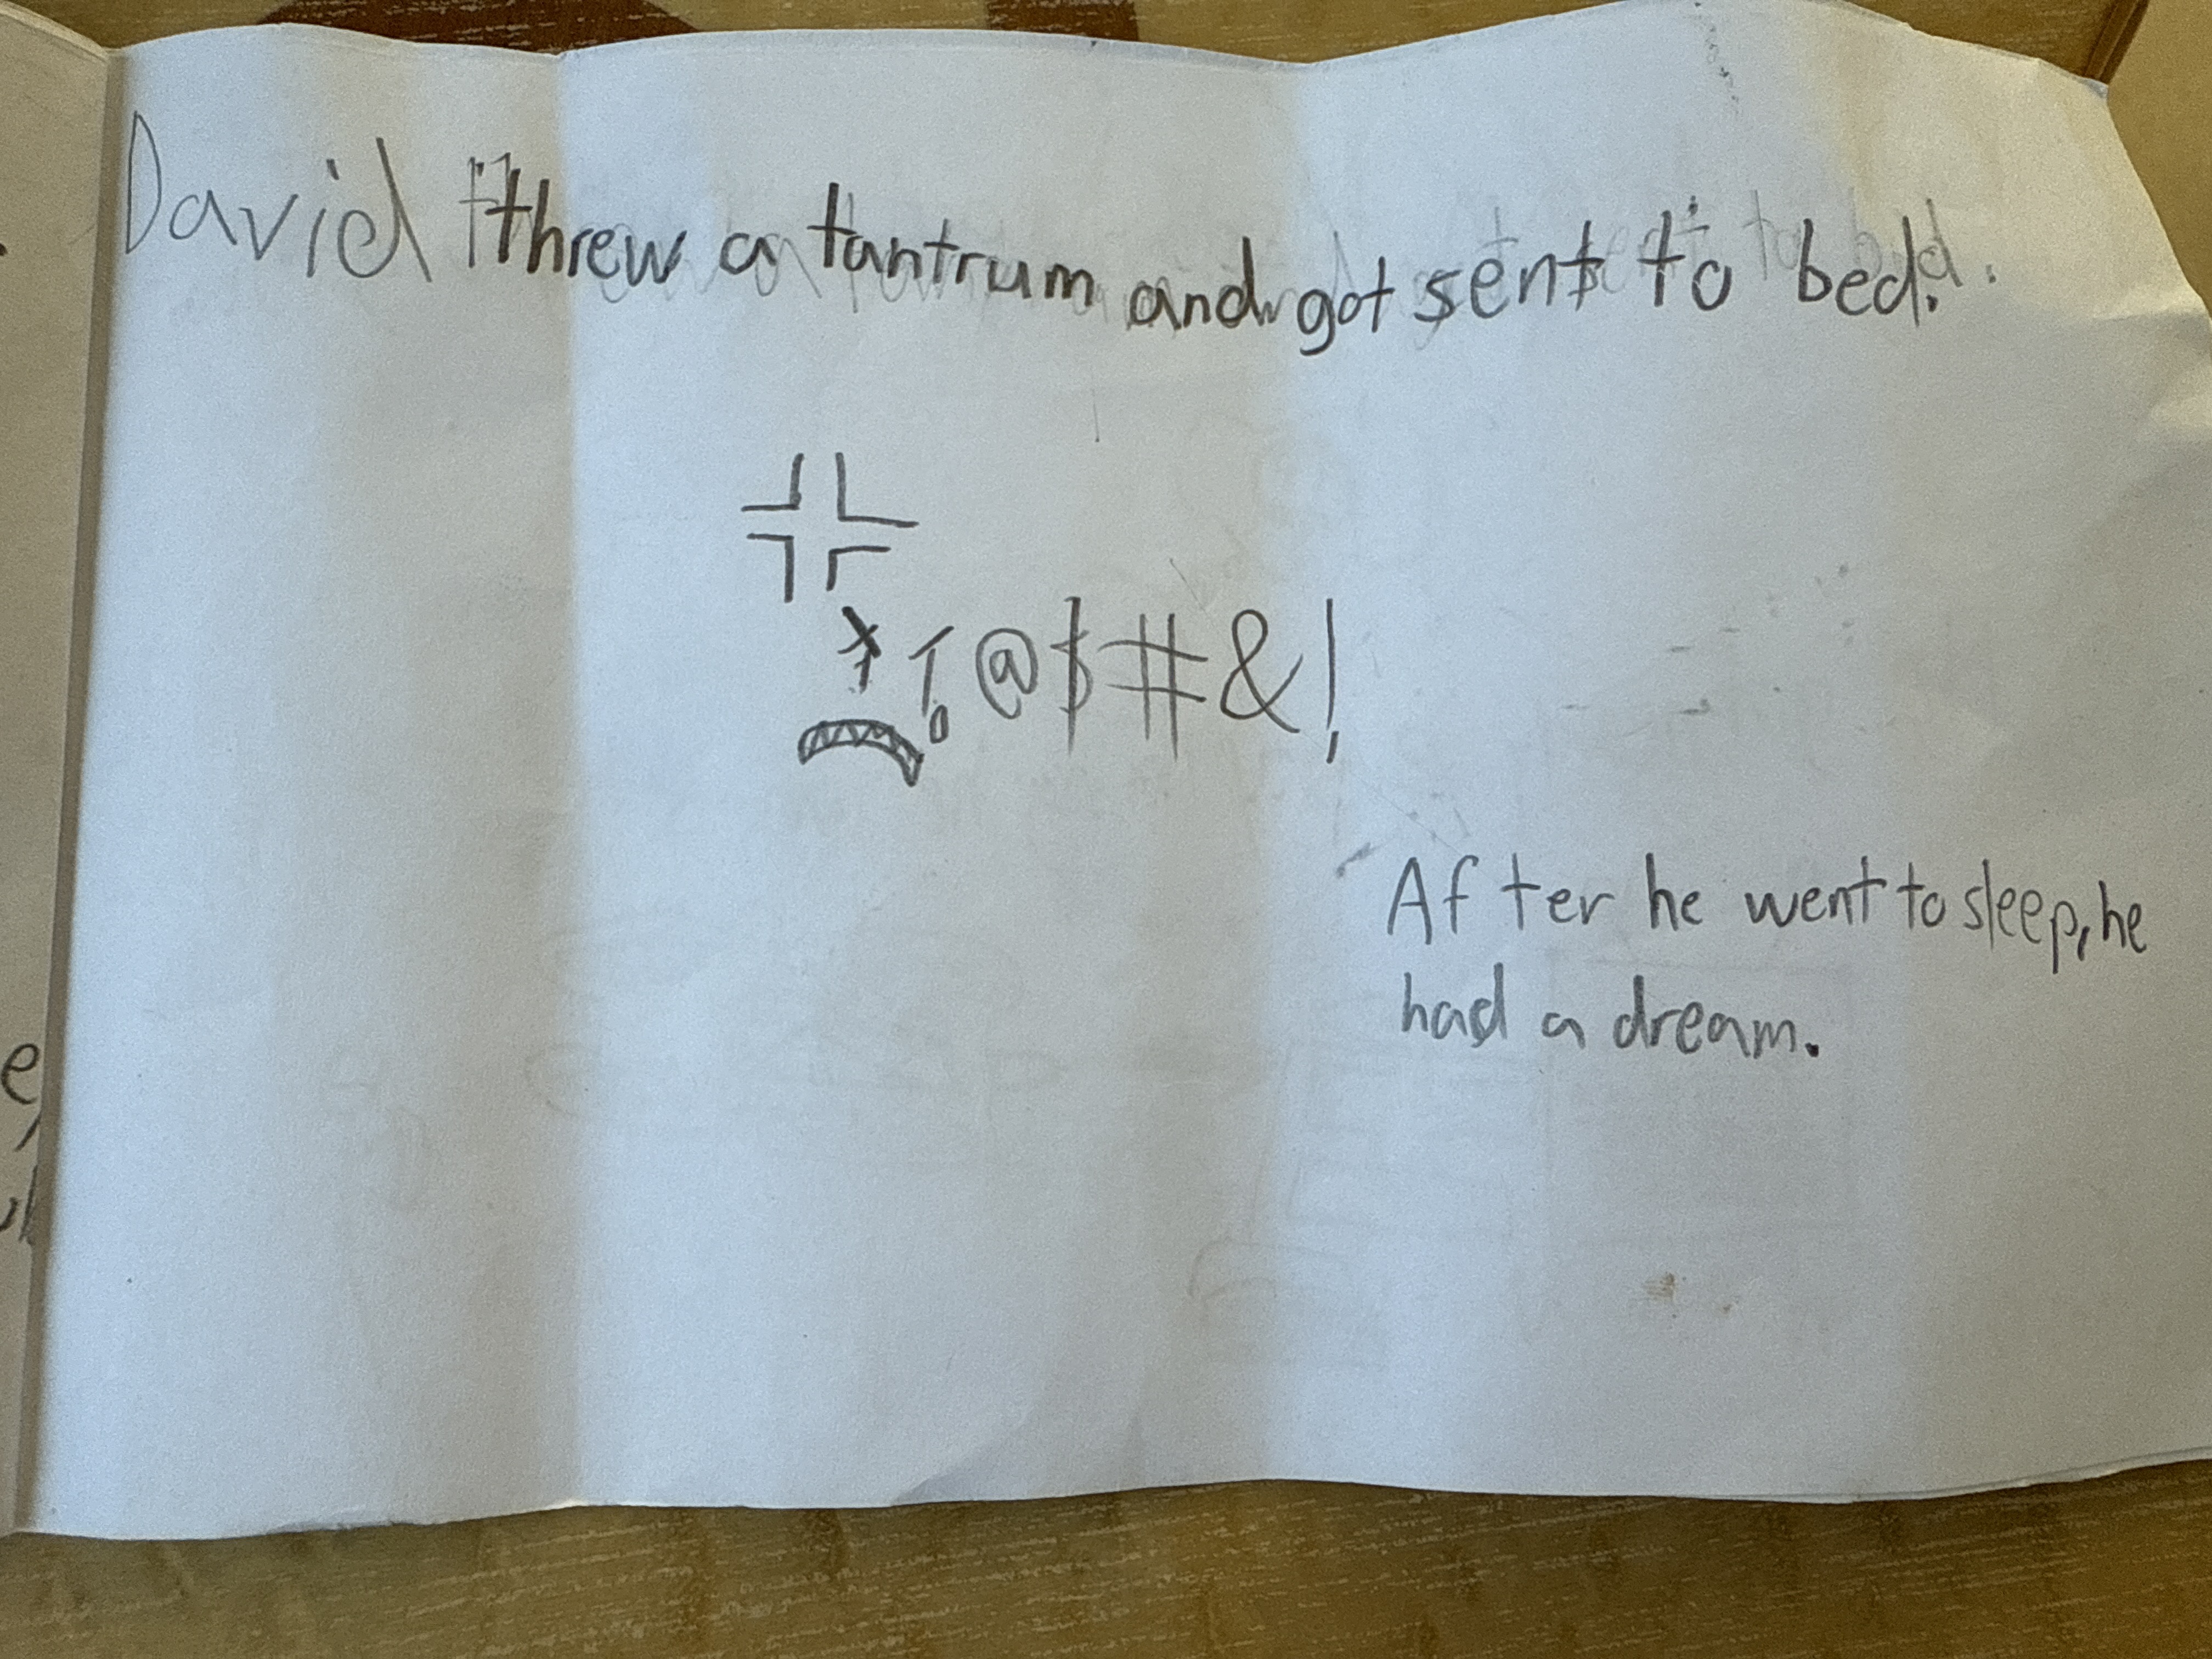 David threw a tantrum and got sent to bed.
*!@$#&!
After he went to sleep, he
had a dream.